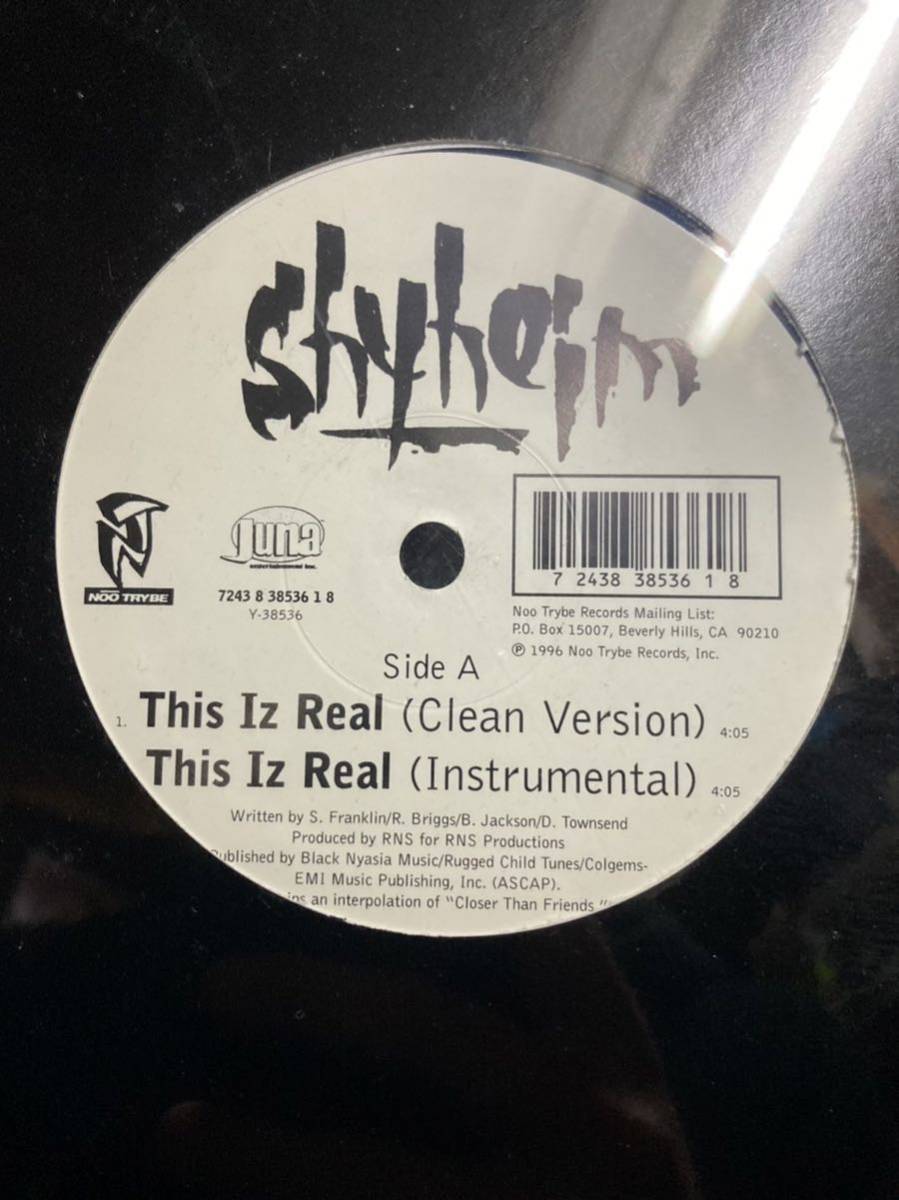 Shyheim
NOO TRYBE
Juna
entertainment inc.
7243 8 38536 1 8
Y-38536
7 2438 38536 1 8
Noo Trybe Records Mailing List:
P.O. Box 15007, Beverly Hills, CA 90210
℗ 1996 Noo Trybe Records, Inc.
Side A
1. This Iz Real (Clean Version) 4:05
This Iz Real (Instrumental) 4:05
Written by S. Franklin/R. Briggs/B. Jackson/D. Townsend
Produced by RNS for RNS Productions
Published by Black Nyasia Music/Rugged Child Tunes/Colgems-
EMI Music Publishing, Inc. (ASCAP).
an interpolation of "Closer Than Friends"